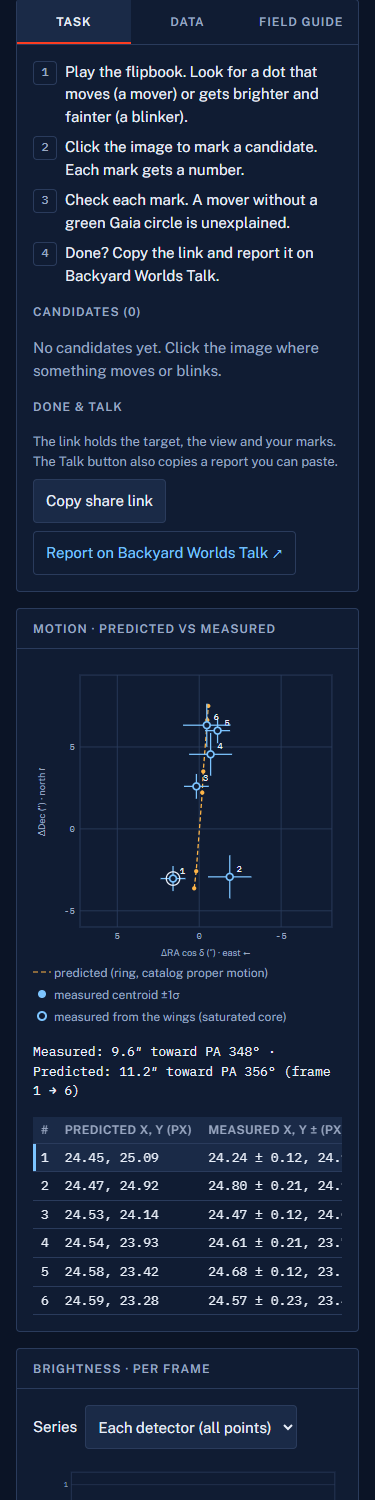 TASK DATA FIELD GUIDE
1 Play the flipbook. Look for a dot that
moves (a mover) or gets brighter and
fainter (a blinker).
2 Click the image to mark a candidate.
Each mark gets a number.
3 Check each mark. A mover without a
green Gaia circle is unexplained.
4 Done? Copy the link and report it on
Backyard Worlds Talk.
CANDIDATES (0)
No candidates yet. Click the image where
something moves or blinks.
DONE & TALK
The link holds the target, the view and your marks.
The Talk button also copies a report you can paste.
Copy share link
Report on Backyard Worlds Talk ↗
MOTION · PREDICTED VS MEASURED
6 5
4
5
3
0
1 2
-5
5 0 -5
ΔDec (″) · north ↑
ΔRA cos δ (″) · east ←
predicted (ring, catalog proper motion)
measured centroid ±1σ
measured from the wings (saturated core)
Measured: 9.6″ toward PA 348° ·
Predicted: 11.2″ toward PA 356° (frame
1 → 6)
# PREDICTED X, Y (PX) MEASURED X, Y ± (PX
1 24.45, 25.09 24.24 ± 0.12, 24.
2 24.47, 24.92 24.80 ± 0.21, 24.
3 24.53, 24.14 24.47 ± 0.12, 24.
4 24.54, 23.93 24.61 ± 0.21, 23.
5 24.58, 23.42 24.68 ± 0.12, 23.
6 24.59, 23.28 24.57 ± 0.23, 23.
BRIGHTNESS · PER FRAME
Series Each detector (all points)
1